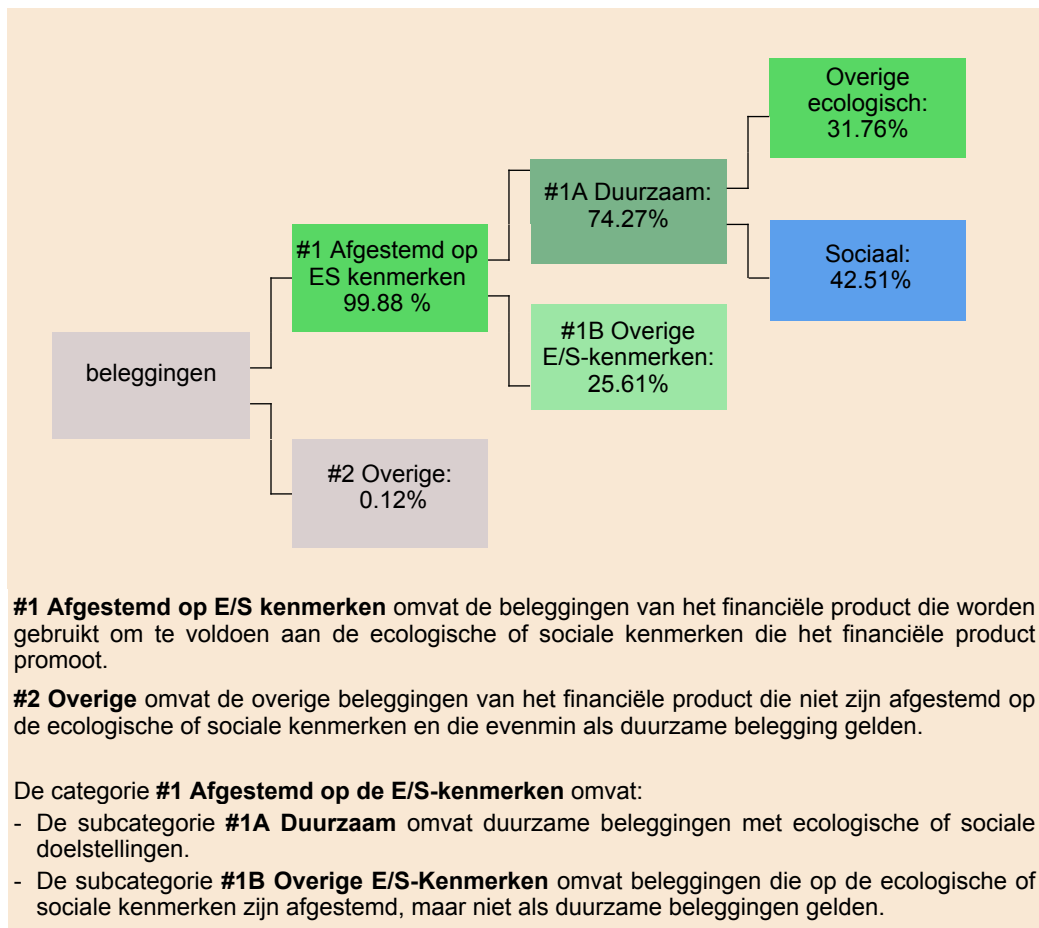 Overige
ecologisch:
31.76%
#1A Duurzaam:
74.27%
#1 Afgestemd op
ES kenmerken
99.88 %
Sociaal:
42.51%
#1B Overige
E/S-kenmerken:
25.61%
beleggingen
#2 Overige:
0.12%
#1 Afgestemd op E/S kenmerken omvat de beleggingen van het financiële product die worden
gebruikt om te voldoen aan de ecologische of sociale kenmerken die het financiële product
promoot.
#2 Overige omvat de overige beleggingen van het financiële product die niet zijn afgestemd op
de ecologische of sociale kenmerken en die evenmin als duurzame belegging gelden.
De categorie #1 Afgestemd op de E/S-kenmerken omvat:
- De subcategorie #1A Duurzaam omvat duurzame beleggingen met ecologische of sociale
doelstellingen.
- De subcategorie #1B Overige E/S-Kenmerken omvat beleggingen die op de ecologische of
sociale kenmerken zijn afgestemd, maar niet als duurzame beleggingen gelden.